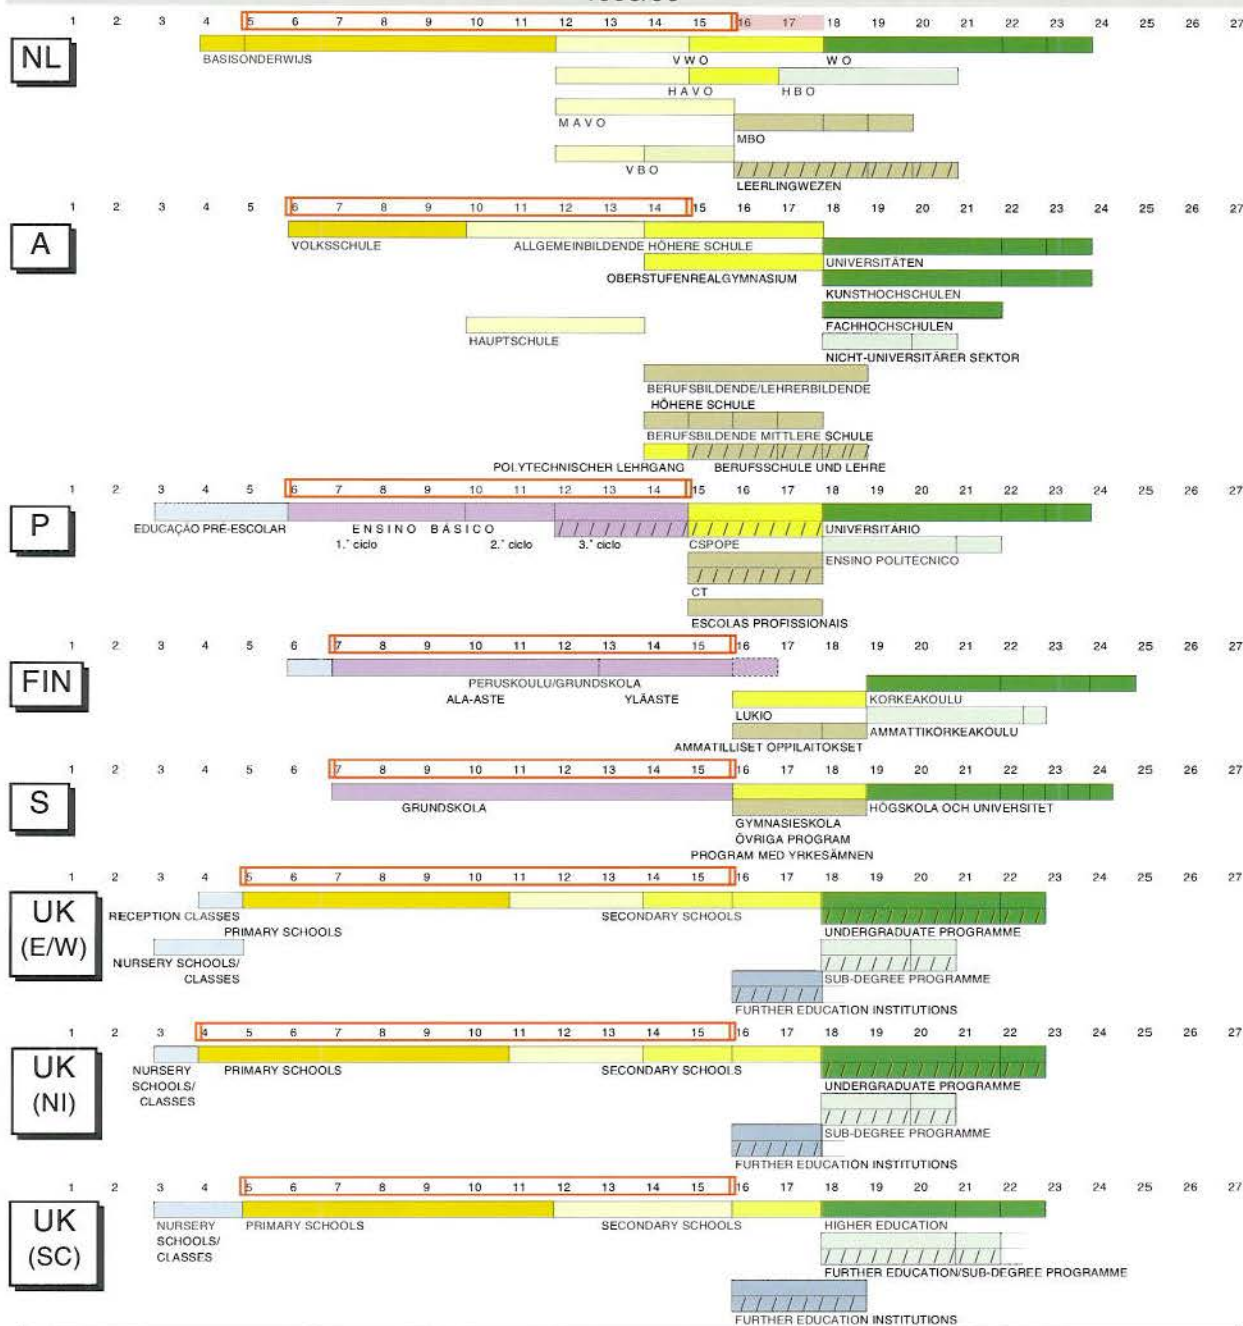 1 2 3 4 5 6 7 8 9 10 11 12 13 14 15 16 17 18 19 20 21 22 23 24 25 26 27
NL
BASISONDERWIJS
VWO
WO
HAVO
HBO
MAVO
MBO
VBO
LEERLINGWEZEN
1 2 3 4 5 6 7 8 9 10 11 12 13 14 15 16 17 18 19 20 21 22 23 24 25 26 27
A
VOLKSSCHULE
ALLGEMEINBILDENDE HÖHERE SCHULE
UNIVERSITÄTEN
OBERSTUFENREALGYMNASIUM
KUNSTHOCHSCHULEN
FACHHOCHSCHULEN
HAUPTSCHULE
NICHT-UNIVERSITÄRER SEKTOR
BERUFSBILDENDE/LEHRERBILDENDE
HÖHERE SCHULE
BERUFSBILDENDE MITTLERE SCHULE
POLYTECHNISCHER LEHRGANG
BERUFSSCHULE UND LEHRE
1 2 3 4 5 6 7 8 9 10 11 12 13 14 15 16 17 18 19 20 21 22 23 24 25 26 27
P
EDUCAÇÃO PRÉ-ESCOLAR
ENSINO BÁSICO
UNIVERSITÁRIO
1.° ciclo
2.° ciclo
3.° ciclo
CSPOPE
ENSINO POLITÉCNICO
CT
ESCOLAS PROFISSIONAIS
1 2 3 4 5 6 7 8 9 10 11 12 13 14 15 16 17 18 19 20 21 22 23 24 25 26 27
FIN
PERUSKOULU/GRUNDSKOLA
ALA-ASTE
YLÄASTE
KORKEAKOULU
LUKIO
AMMATTIKORKEAKOULU
AMMATILLISET OPPILAITOKSET
1 2 3 4 5 6 7 8 9 10 11 12 13 14 15 16 17 18 19 20 21 22 23 24 25 26 27
S
GRUNDSKOLA
HÖGSKOLA OCH UNIVERSITET
GYMNASIESKOLA
ÖVRIGA PROGRAM
PROGRAM MED YRKESÄMNEN
1 2 3 4 5 6 7 8 9 10 11 12 13 14 15 16 17 18 19 20 21 22 23 24 25 26 27
UK
(E/W)
RECEPTION CLASSES
SECONDARY SCHOOLS
PRIMARY SCHOOLS
UNDERGRADUATE PROGRAMME
NURSERY SCHOOLS/
CLASSES
SUB-DEGREE PROGRAMME
FURTHER EDUCATION INSTITUTIONS
1 2 3 4 5 6 7 8 9 10 11 12 13 14 15 16 17 18 19 20 21 22 23 24 25 26 27
UK
(NI)
NURSERY
SCHOOLS/
CLASSES
PRIMARY SCHOOLS
SECONDARY SCHOOLS
UNDERGRADUATE PROGRAMME
SUB-DEGREE PROGRAMME
FURTHER EDUCATION INSTITUTIONS
1 2 3 4 5 6 7 8 9 10 11 12 13 14 15 16 17 18 19 20 21 22 23 24 25 26 27
UK
(SC)
NURSERY
SCHOOLS/
CLASSES
PRIMARY SCHOOLS
SECONDARY SCHOOLS
HIGHER EDUCATION
FURTHER EDUCATION/SUB-DEGREE PROGRAMME
FURTHER EDUCATION INSTITUTIONS